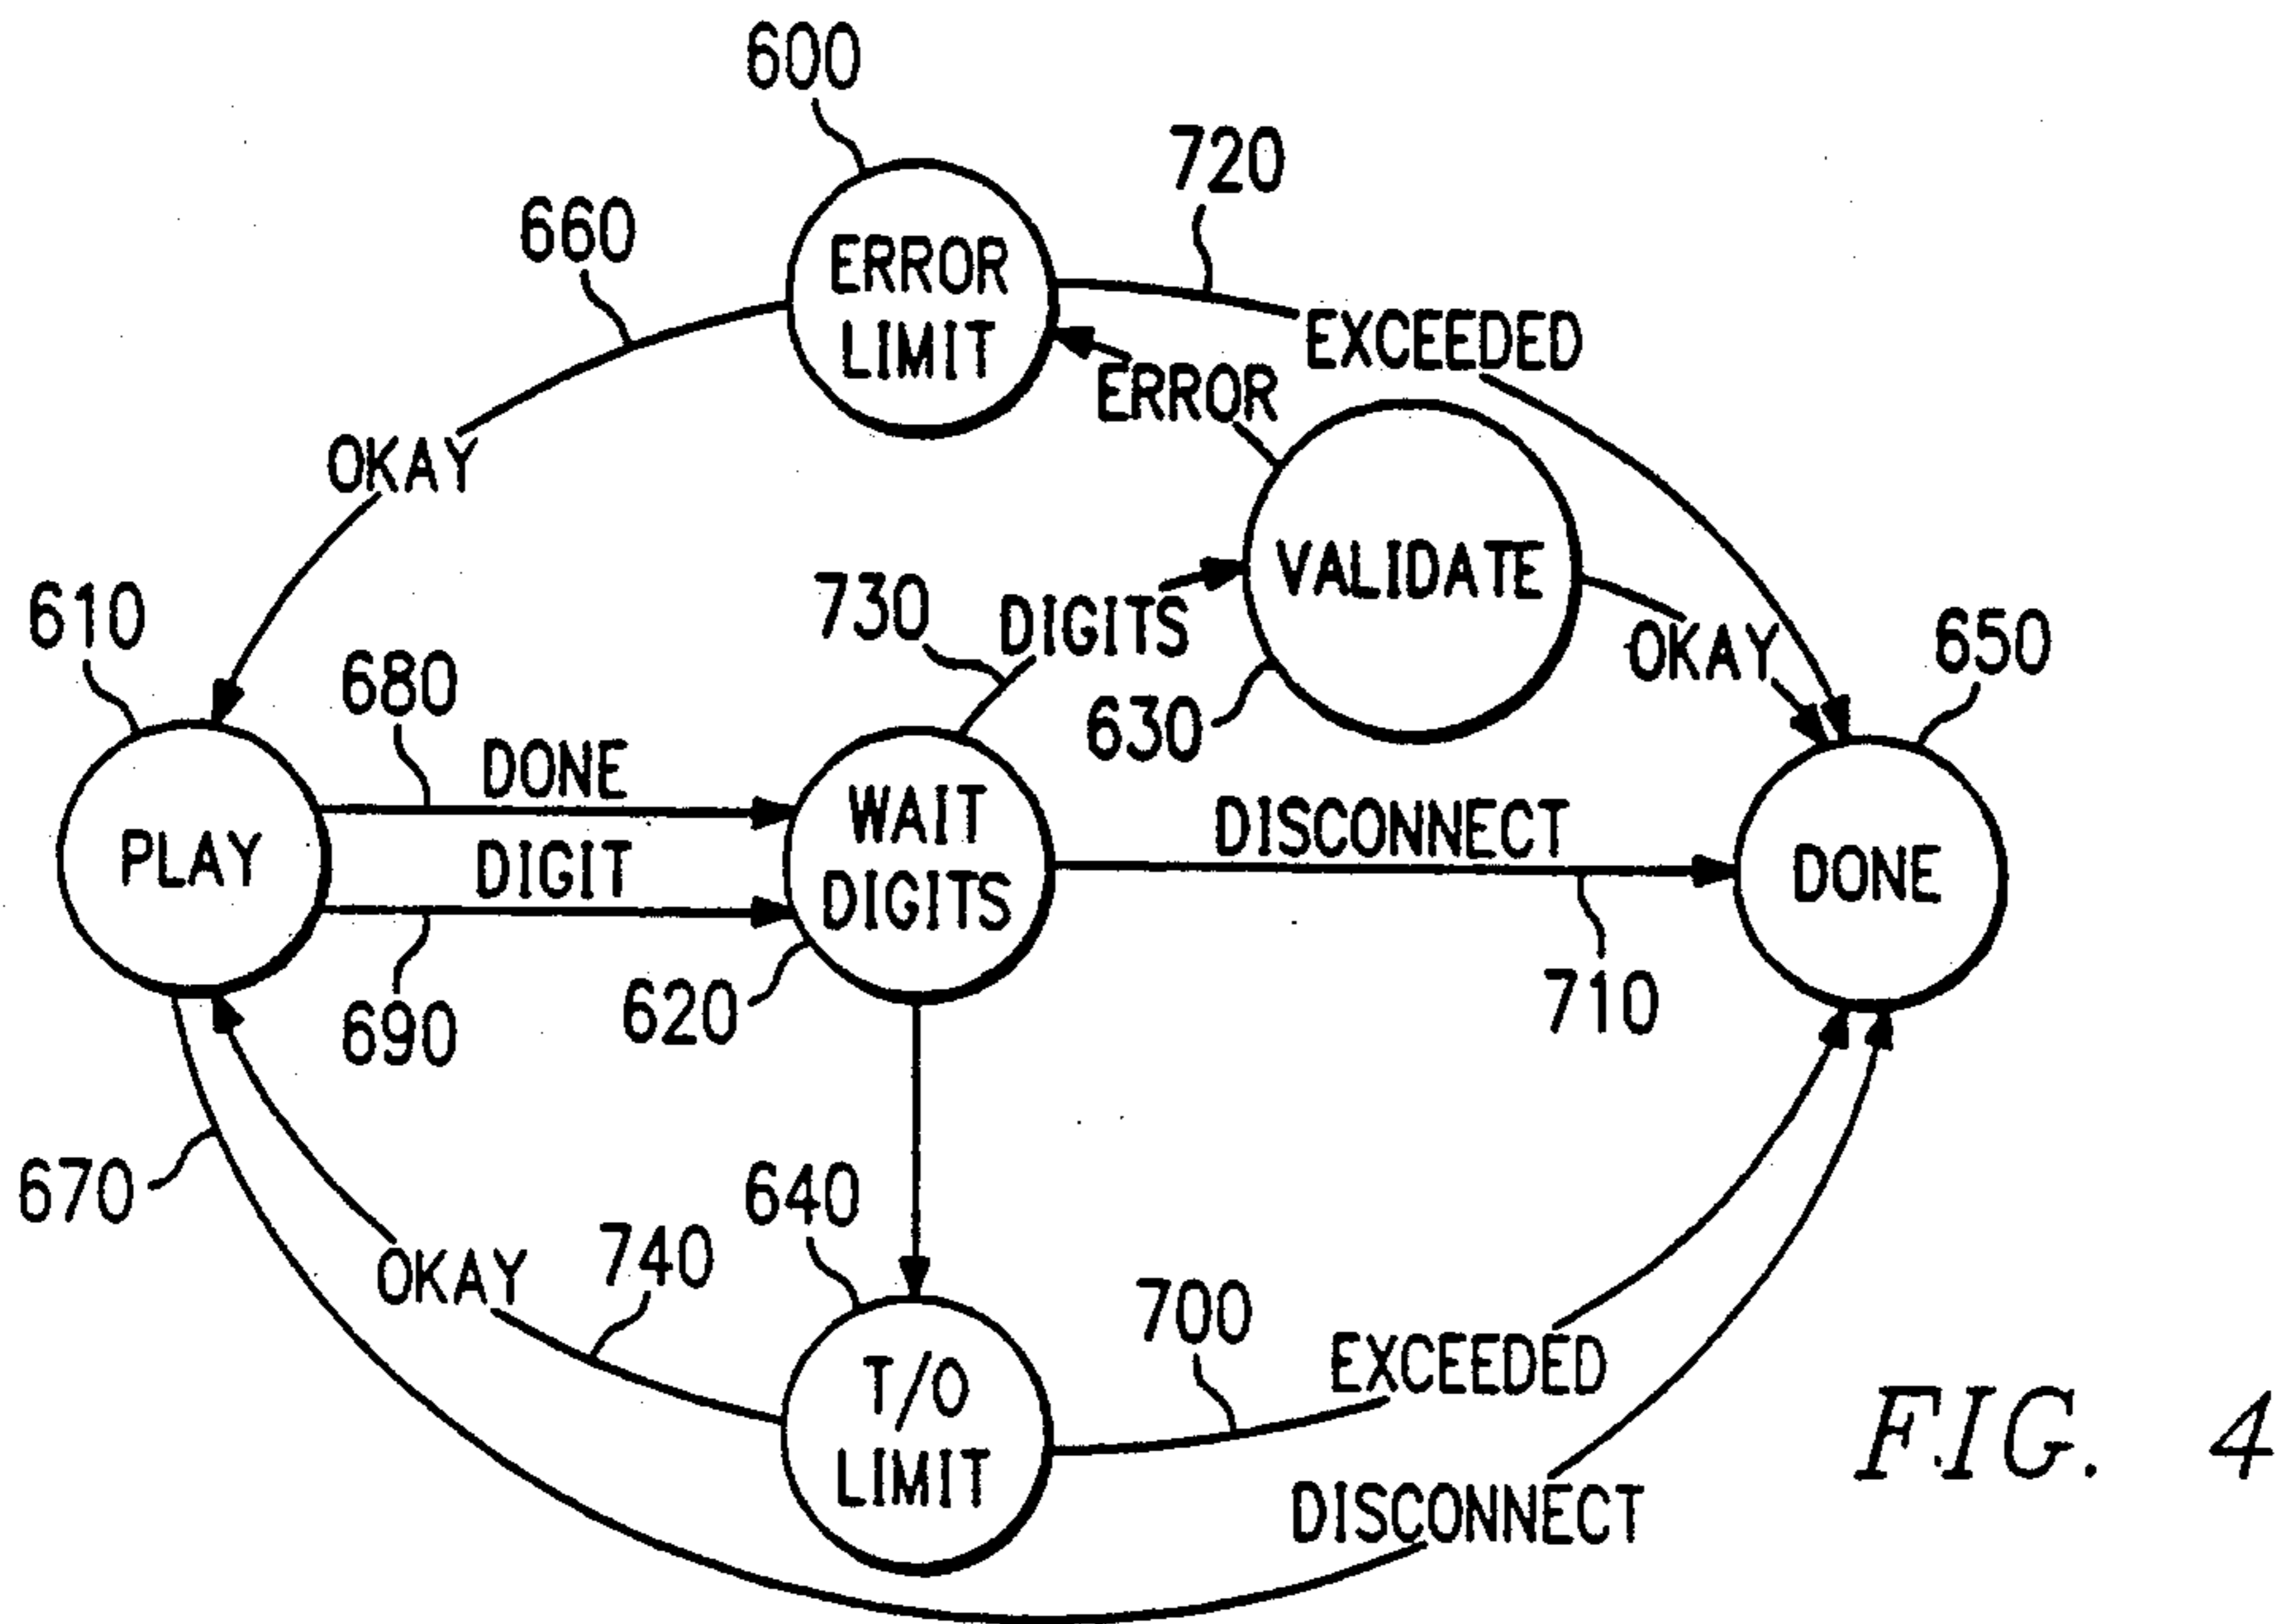 600
720
660
ERROR
LIMIT
EXCEEDED
ERROR
OKAY
VALIDATE
730
DIGITS
610
OKAY
650
680
630
DONE
WAIT
DIGITS
DISCONNECT
PLAY
DIGIT
DONE
620
710
690
670
640
740
OKAY
700
EXCEEDED
T/O
LIMIT
DISCONNECT
FIG. 4